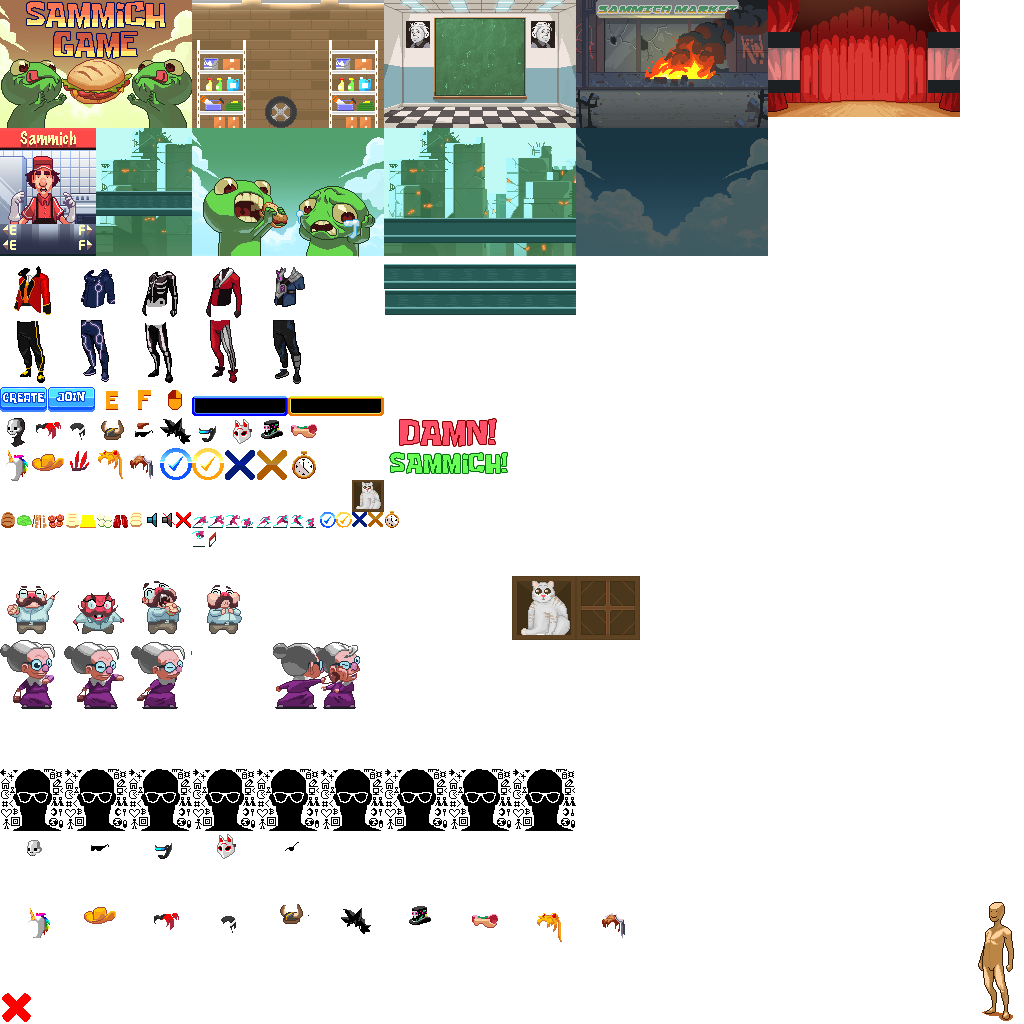 SAMMICH
GAME
SAMMICH MARKET
Sammich
E F
E F
CREATE JOIN E F
DAMN!
SAMMiCH!